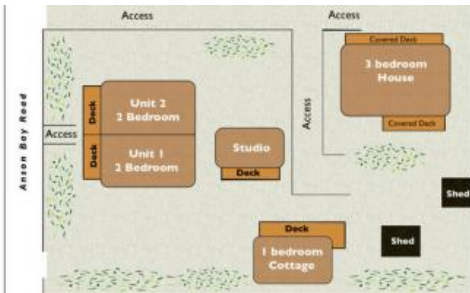 Access
Access
Covered Deck
3 bedroom
House
Covered Deck
Deck
Unit 2
2 Bedroom
Anson Bay Road
Access
Deck
Unit 1
2 Bedroom
Studio
Deck
Access
Shed
Deck
1 bedroom
Cottage
Shed